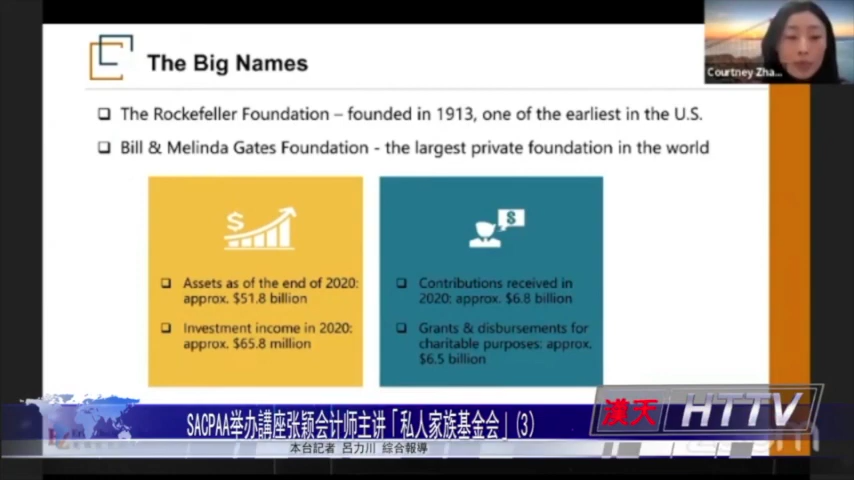 The Big Names
Courtney Zha...
The Rockefeller Foundation – founded in 1913, one of the earliest in the U.S.
Bill & Melinda Gates Foundation - the largest private foundation in the world
$
$
Assets as of the end of 2020:
approx. $51.8 billion
Investment income in 2020:
approx. $65.8 million
Contributions received in
2020: approx. $6.8 billion
Grants & disbursements for
charitable purposes: approx.
$6.5 billion
SACPAA举办講座张颖会计师主讲「私人家族基金会」(3)
本台記者 呂力川 綜合報導
漢天 HTTV